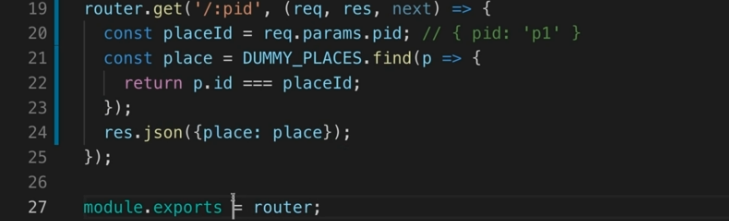 19 router.get('/:pid', (req, res, next) => {
20   const placeId = req.params.pid; // { pid: 'p1' }
21   const place = DUMMY_PLACES.find(p => {
22     return p.id === placeId;
23   });
24   res.json({place: place});
25 });
26
27 module.exports = router;